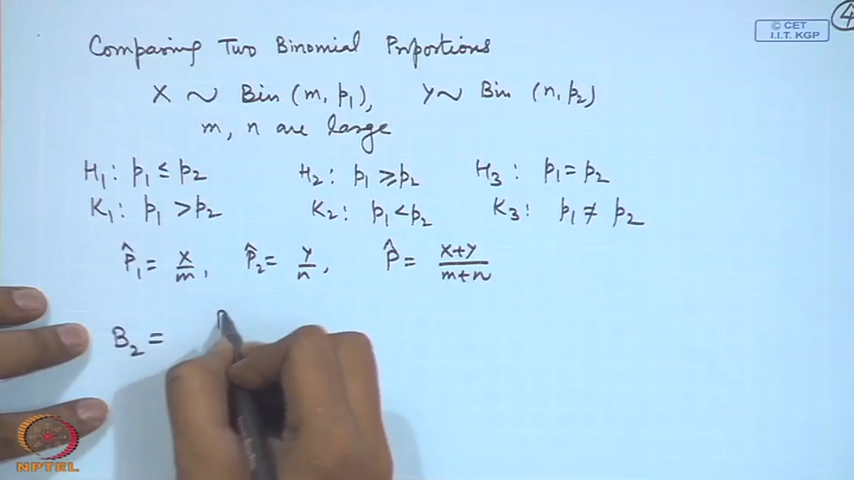 4
© CET
I.I.T. KGP
Comparing Two Binomial Proportions
X ~ Bin (m, p₁), Y ~ Bin (n, p₂)
m, n are large
H₁: p₁ ≤ p₂ H₂: p₁ ≥ p₂ H₃: p₁ = p₂
K₁: p₁ > p₂ K₂: p₁ < p₂ K₃: p₁ ≠ p₂
p̂₁ = X/m, p̂₂ = Y/n, p̂ = X+Y/m+n
B₂ =
NPTEL